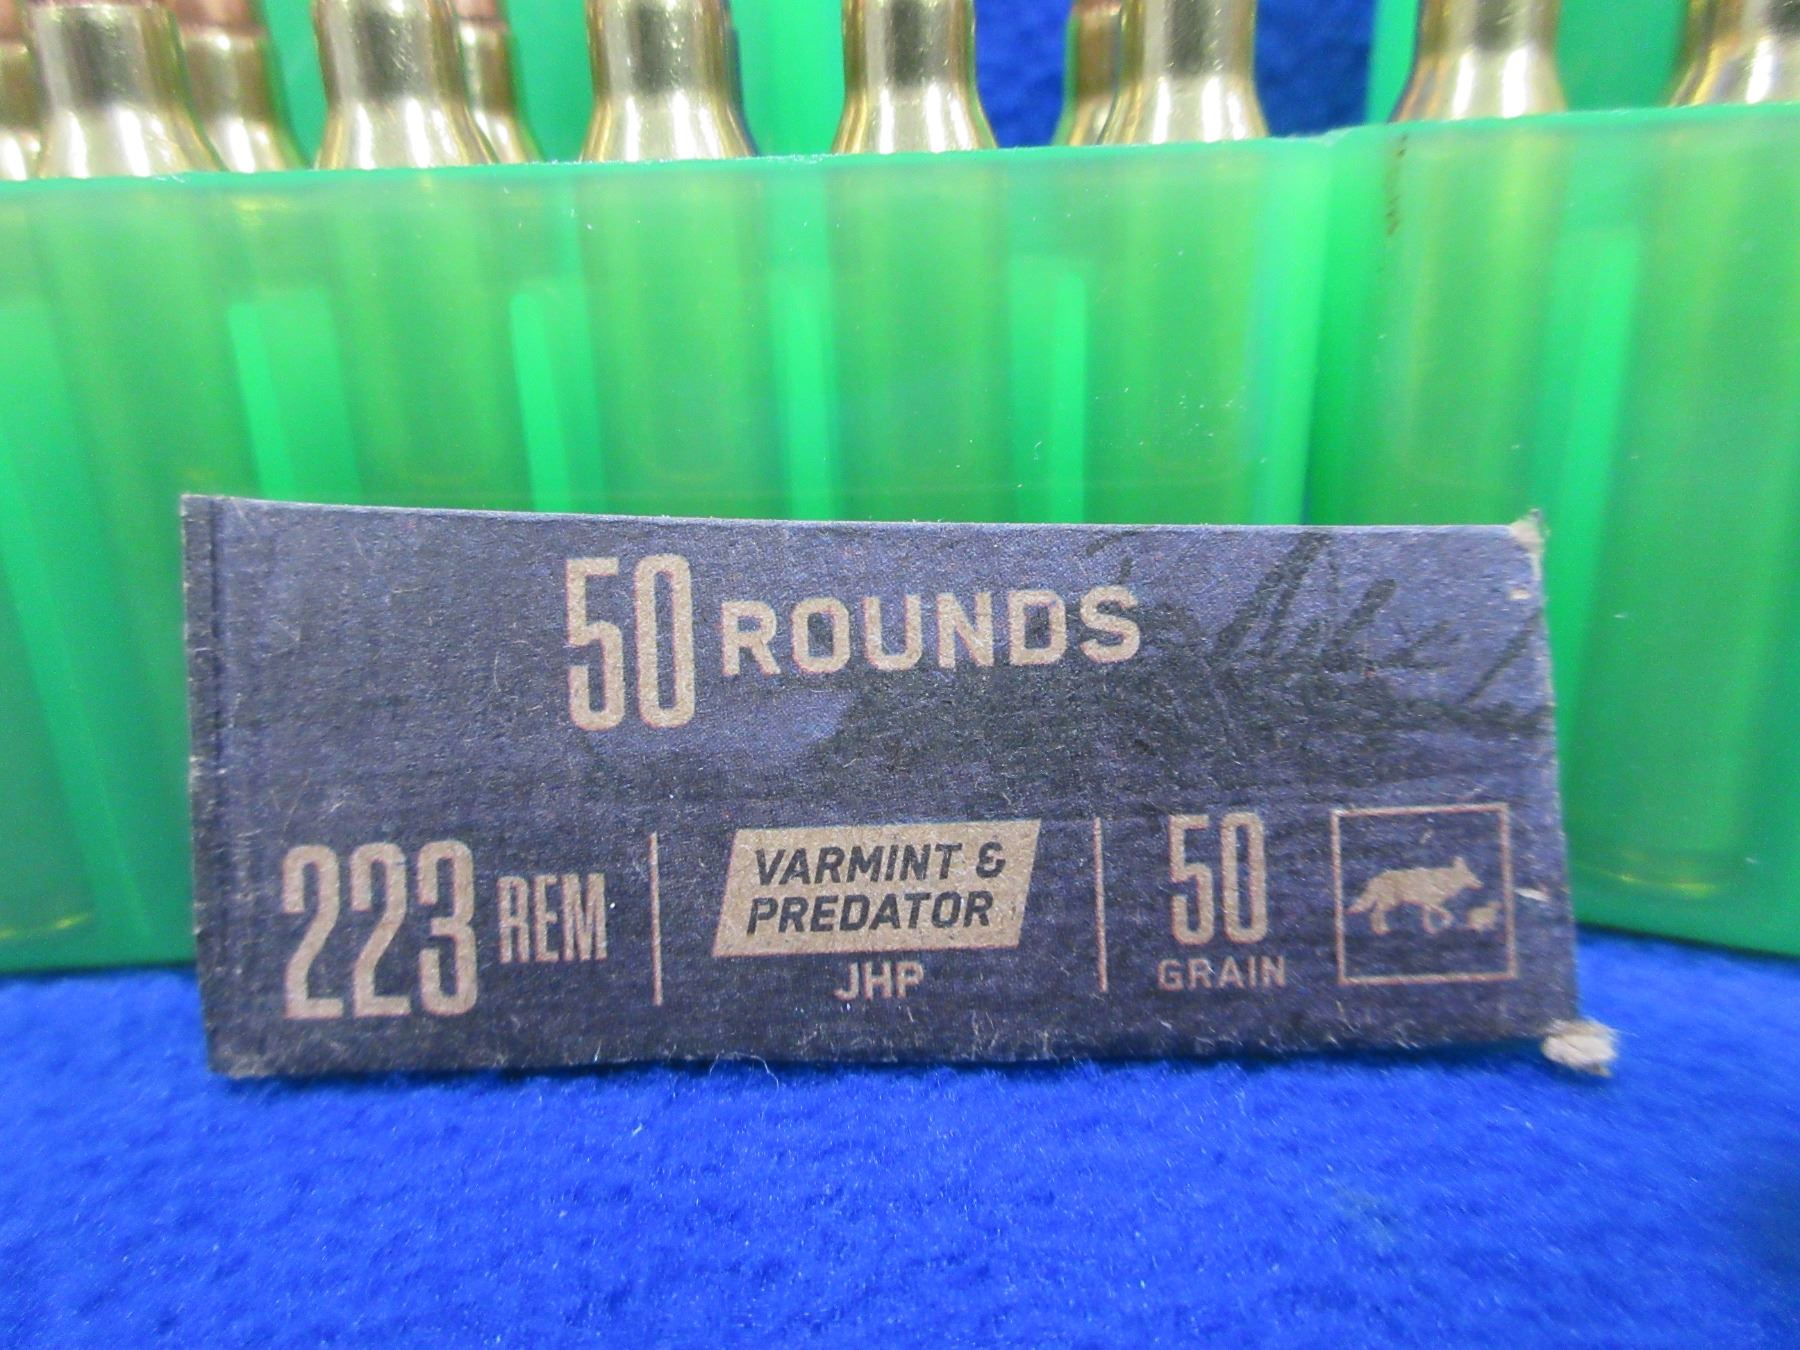 50 ROUNDS
223 REM
VARMINT &
PREDATOR
JHP
50
GRAIN